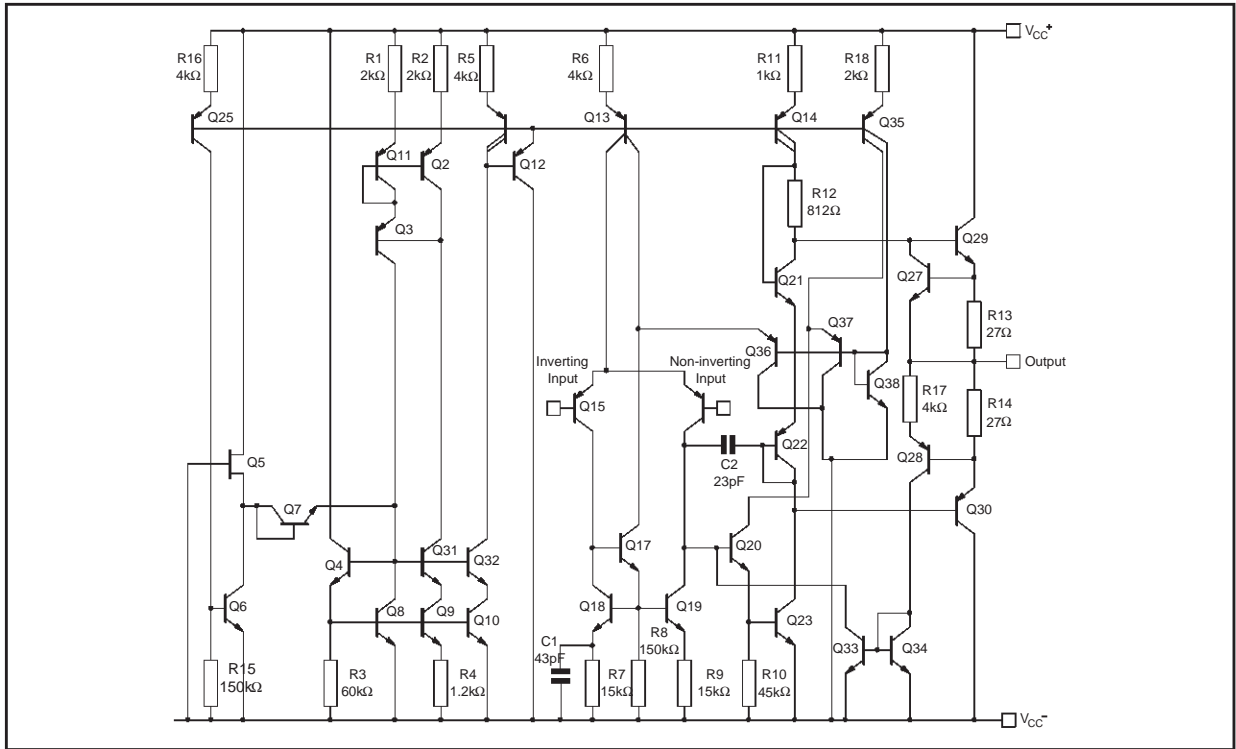 VCC+
R16
4kΩ
R1
2kΩ
R2
2kΩ
R5
4kΩ
R6
4kΩ
R11
1kΩ
R18
2kΩ
Q25
Q11
Q2
Q12
Q13
Q14
Q35
Q3
R12
812Ω
Q29
Q27
Q21
R13
27Ω
Q37
Q36
Inverting
Input
Non-inverting
Input
Output
Q38
R17
4kΩ
R14
27Ω
Q15
Q22
Q28
C2
23pF
Q5
Q7
Q30
Q4
Q31
Q32
Q17
Q20
Q6
Q8
Q9
Q10
Q18
Q19
Q23
C1
43pF
R8
150kΩ
Q33
Q34
R15
150kΩ
R3
60kΩ
R4
1.2kΩ
R7
15kΩ
R9
15kΩ
R10
45kΩ
VCC-